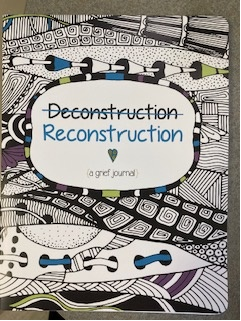 Deconstruction
Reconstruction
{a grief journal}